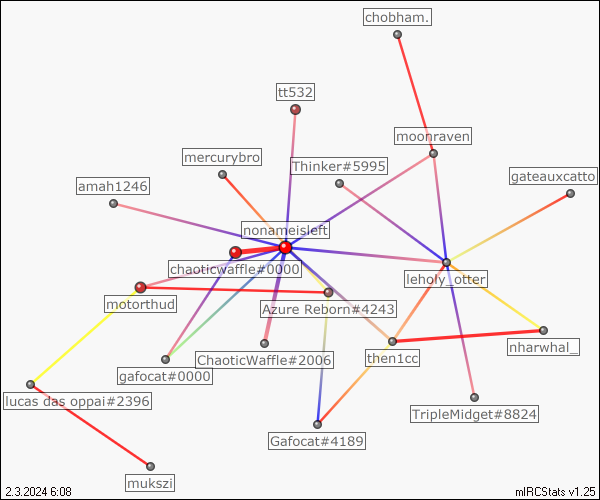 chobham.
tt532
moonraven
mercurybro
Thinker#5995
gateauxcatto
amah1246
nonameisleft
chaoticwaffle#0000
leholy_otter
motorthud
Azure Reborn#4243
nharwhal_
ChaoticWaffle#2006
then1cc
gafocat#0000
lucas das oppai#2396
TripleMidget#8824
Gafocat#4189
mukszi
2.3.2024 6:08
mIRCStats v1.25